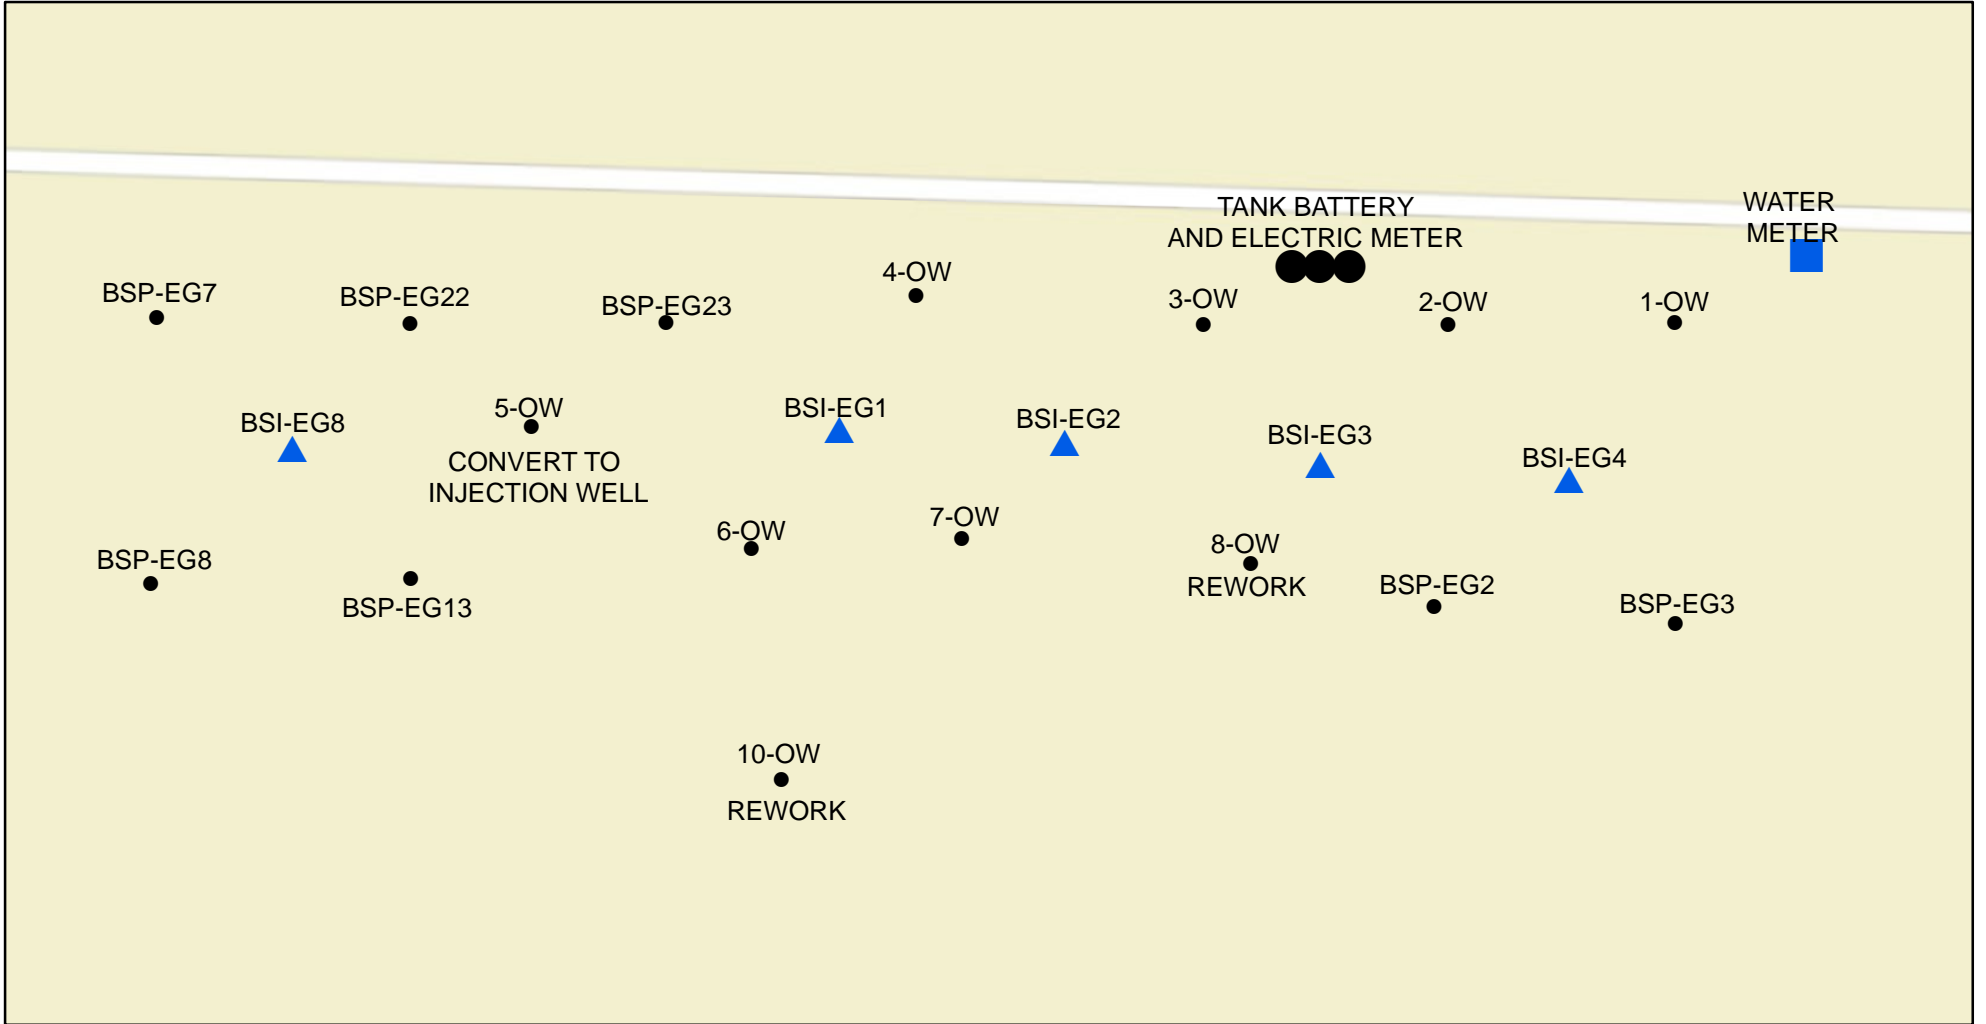 WATER
METER
TANK BATTERY
AND ELECTRIC METER
4-OW
BSP-EG7
BSP-EG22
BSP-EG23
3-OW
2-OW
1-OW
BSI-EG8
5-OW
CONVERT TO
INJECTION WELL
BSI-EG1
BSI-EG2
BSI-EG3
BSI-EG4
6-OW
7-OW
8-OW
REWORK
BSP-EG8
BSP-EG13
BSP-EG2
BSP-EG3
10-OW
REWORK